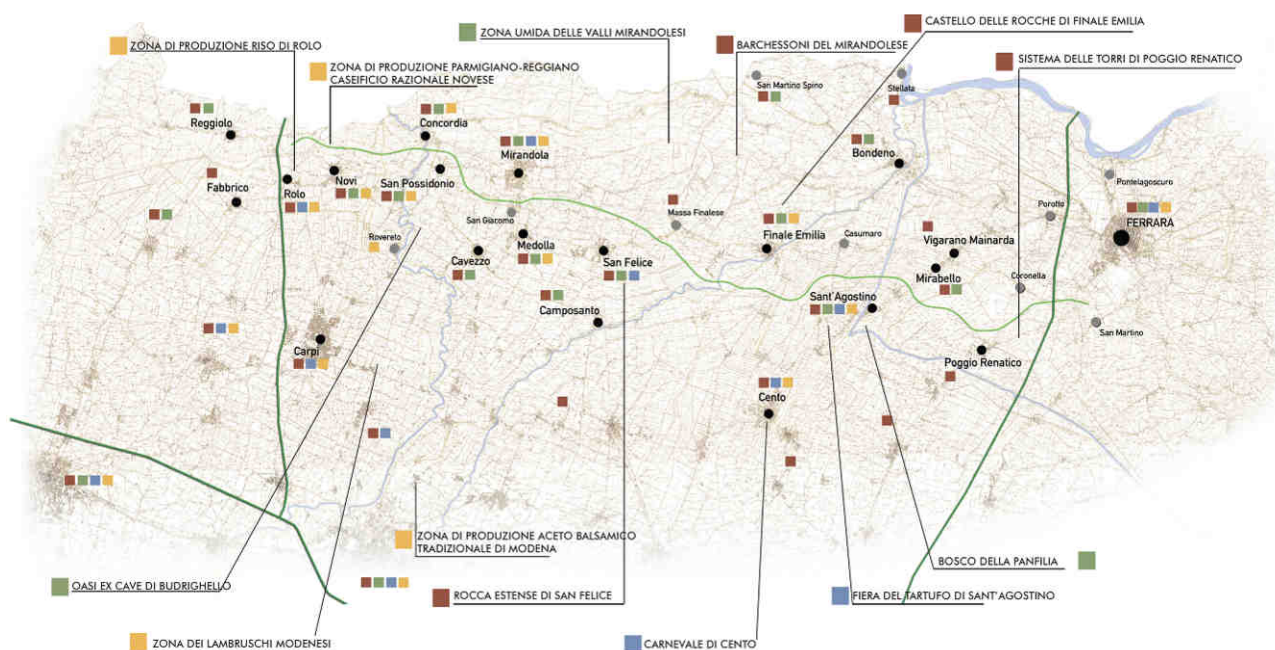 CASTELLO DELLE ROCCHE DI FINALE EMILIA
ZONA DI PRODUZIONE RISO DI ROLO
ZONA UMIDA DELLE VALLI MIRANDOLESI
BARCHESSONI DEL MIRANDOLESE
SISTEMA DELLE TORRI DI POGGIO RENATICO
ZONA DI PRODUZIONE PARMIGIANO-REGGIANO
CASEIFICIO RAZIONALE NOVESE
San Martino Spino
Stellata
Reggiolo
Concordia
Mirandola
Bondeno
Fabbrico
Rolo
Novi
San Possidonio
Pontelagoscuro
Massa Finalese
San Giacomo
Porotto
FERRARA
Rovereto
Medolla
Finale Emilia
Casumaro
Vigarano Mainarda
Cavezzo
San Felice
Mirabello
Coronella
Sant'Agostino
Camposanto
San Martino
Carpi
Poggio Renatico
Cento
ZONA DI PRODUZIONE ACETO BALSAMICO
TRADIZIONALE DI MODENA
BOSCO DELLA PANFILIA
OASI EX CAVE DI BUDRIGHELLO
ROCCA ESTENSE DI SAN FELICE
FIERA DEL TARTUFO DI SANT'AGOSTINO
ZONA DEI LAMBRUSCHI MODENESI
CARNEVALE DI CENTO